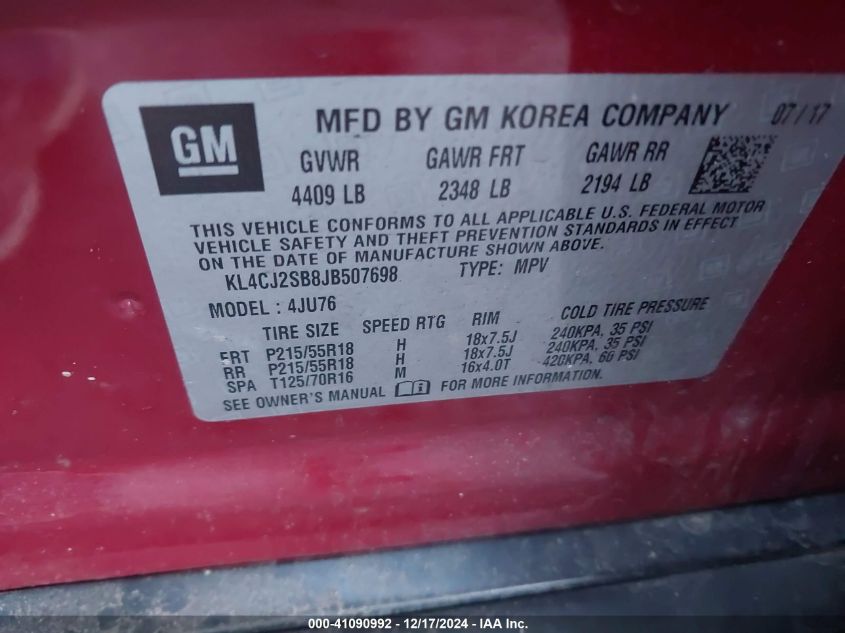 GM
MFD BY GM KOREA COMPANY 07/17
GVWR GAWR FRT GAWR RR
4409 LB 2348 LB 2194 LB
THIS VEHICLE CONFORMS TO ALL APPLICABLE U.S. FEDERAL MOTOR
VEHICLE SAFETY AND THEFT PREVENTION STANDARDS IN EFFECT
ON THE DATE OF MANUFACTURE SHOWN ABOVE.
KL4CJ2SB8JB507698 TYPE: MPV
MODEL : 4JU76
TIRE SIZE SPEED RTG RIM COLD TIRE PRESSURE
FRT P215/55R18 H 18x7.5J 240KPA, 35 PSI
RR P215/55R18 H 18x7.5J 240KPA, 35 PSI
SPA T125/70R16 M 16x4.0T 420KPA, 60 PSI
SEE OWNER'S MANUAL FOR MORE INFORMATION.
000-41090992 - 12/17/2024 - IAA Inc.